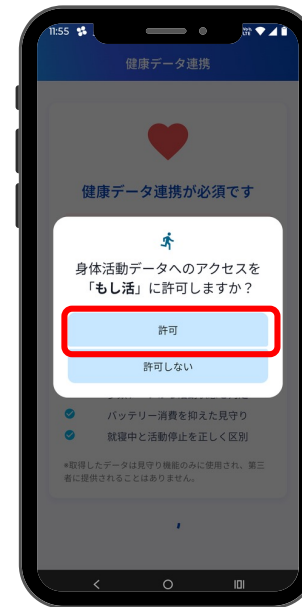 11:55
健康データ連携
健康データ連携が必須です
身体活動データへのアクセスを
「もし活」に許可しますか？
許可
許可しない
バッテリー消費を抑えた見守り
就寝中と活動停止を正しく区別
*取得したデータは見守り機能のみに使用され、第三
者に提供されることはありません。